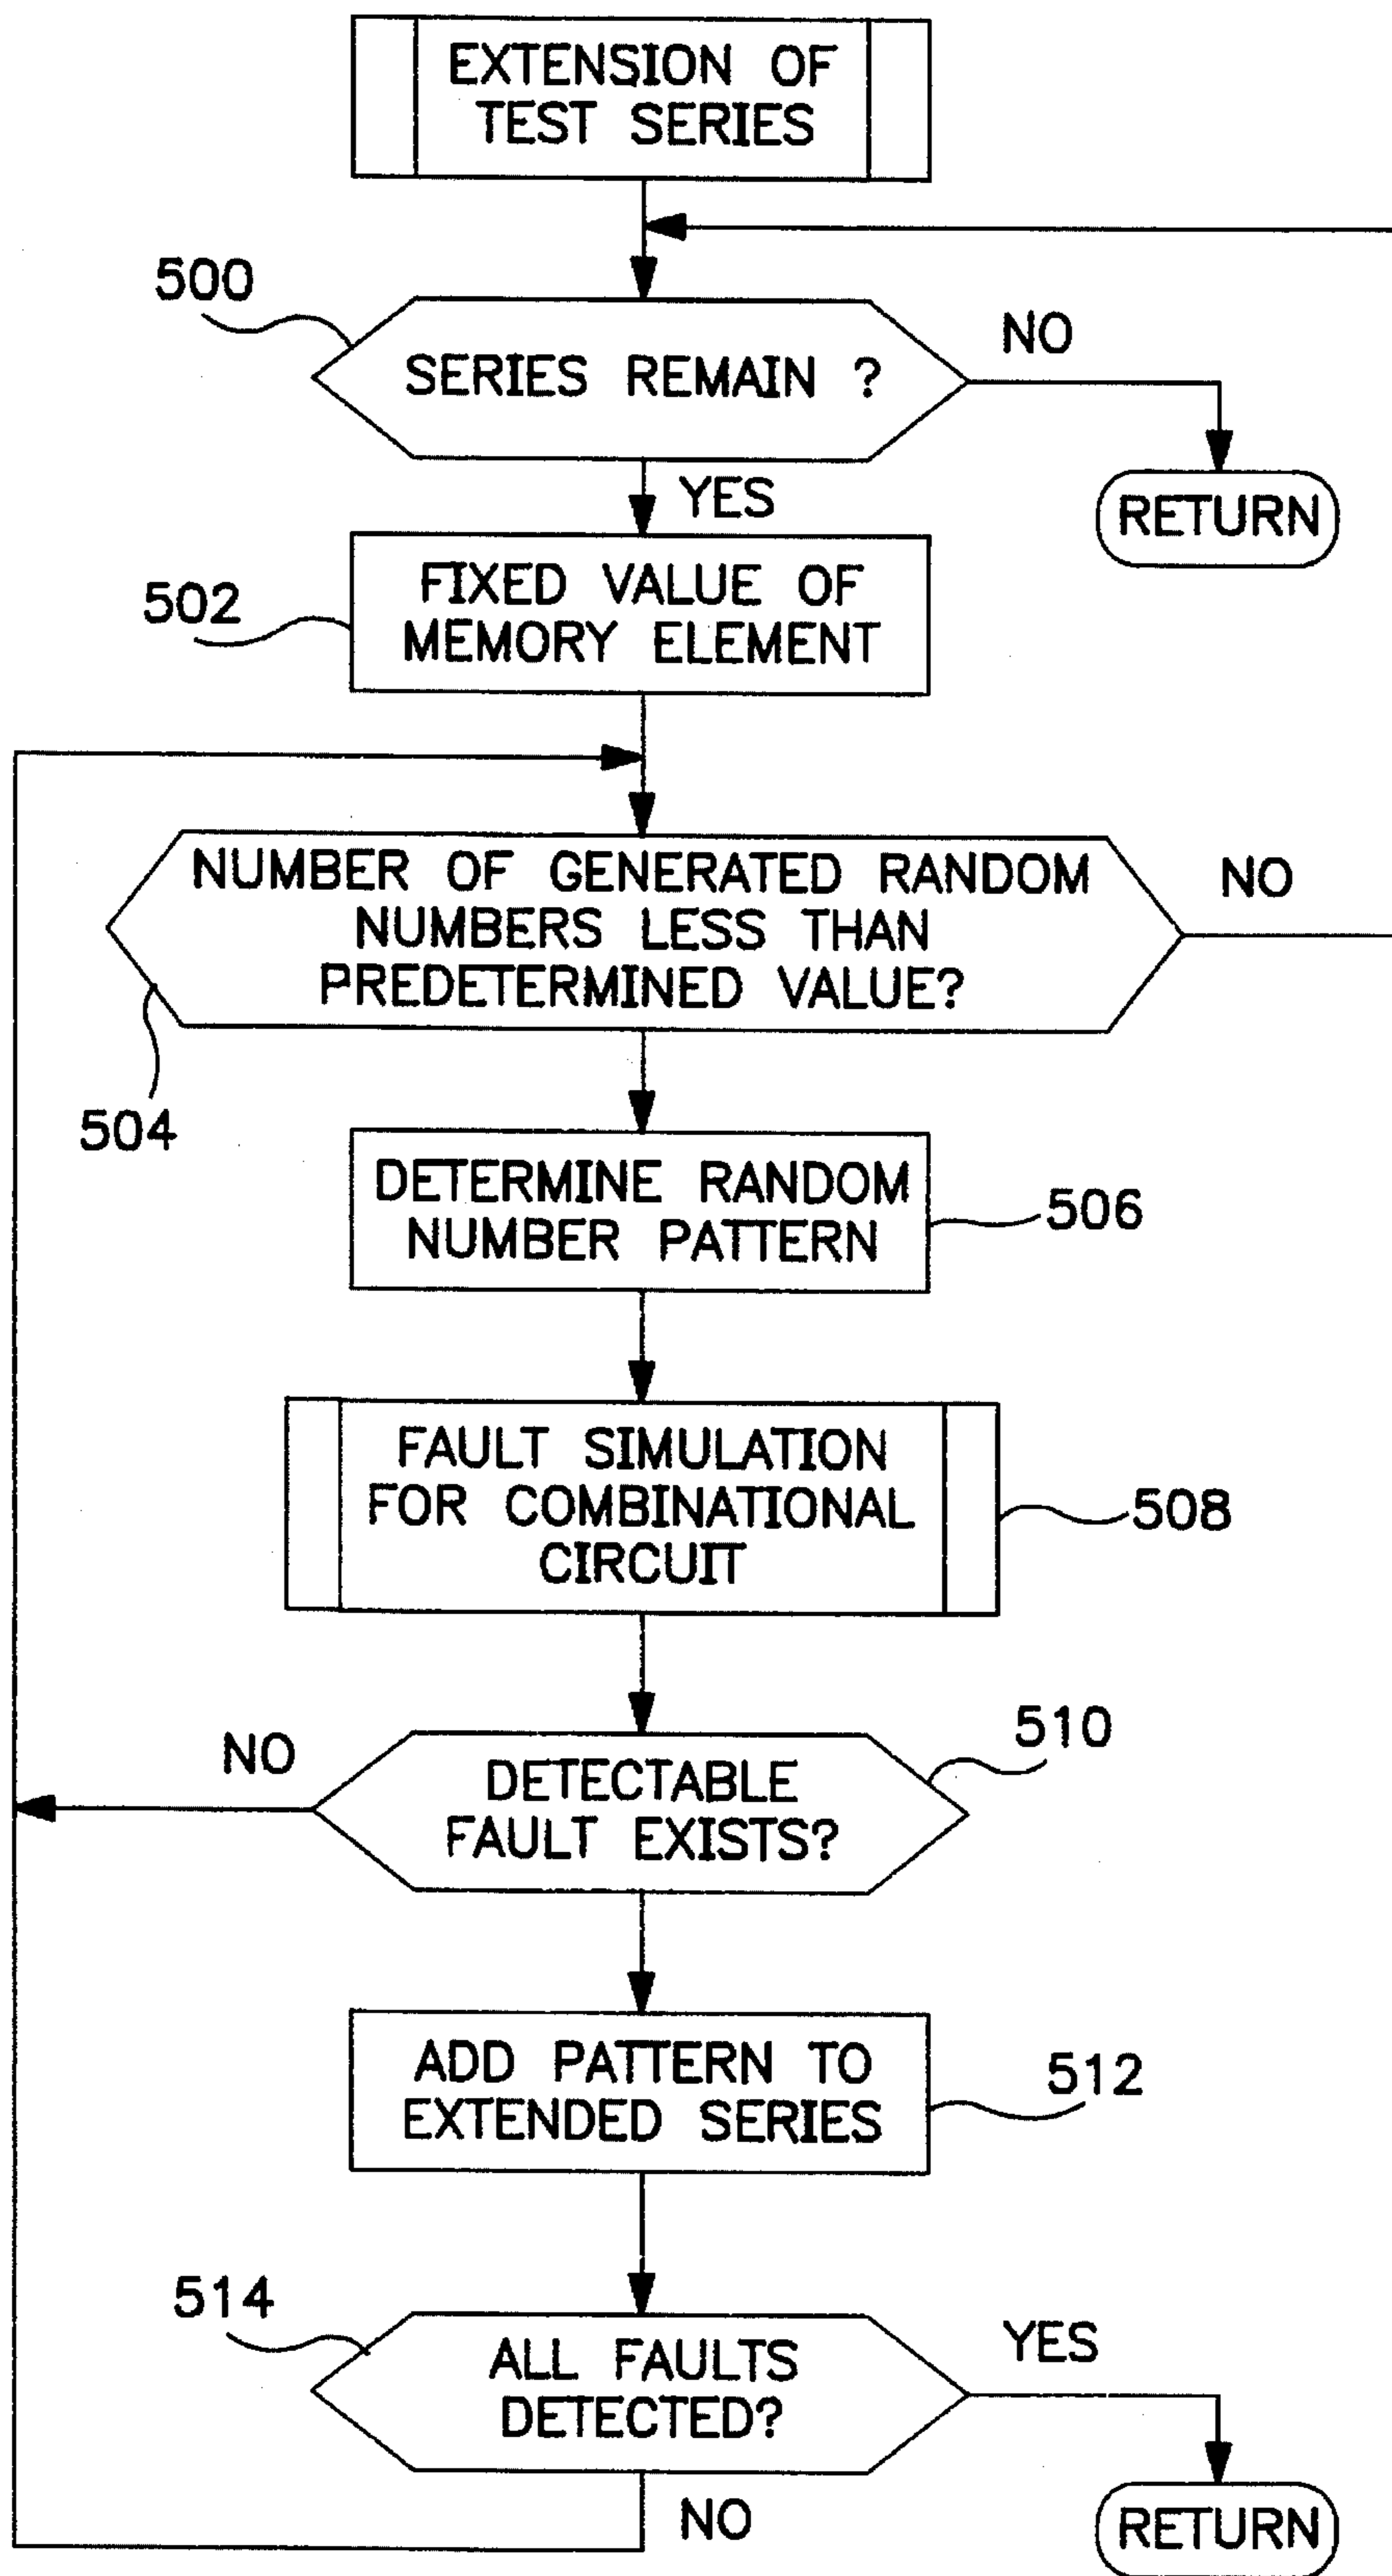 EXTENSION OF
TEST SERIES
500
SERIES REMAIN ?
NO
YES
RETURN
502
FIXED VALUE OF
MEMORY ELEMENT
NUMBER OF GENERATED RANDOM
NUMBERS LESS THAN
PREDETERMINED VALUE?
NO
504
DETERMINE RANDOM
NUMBER PATTERN
506
FAULT SIMULATION
FOR COMBINATIONAL
CIRCUIT
508
NO
DETECTABLE
FAULT EXISTS?
510
ADD PATTERN TO
EXTENDED SERIES
512
514
ALL FAULTS
DETECTED?
YES
NO
RETURN